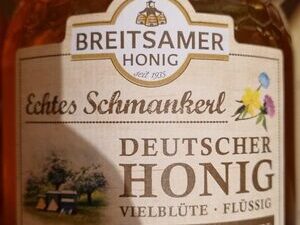 BREITSAMER
HONIG
seit 1935
Echtes Schmankerl
DEUTSCHER
HONIG
VIELBLÜTE · FLÜSSIG